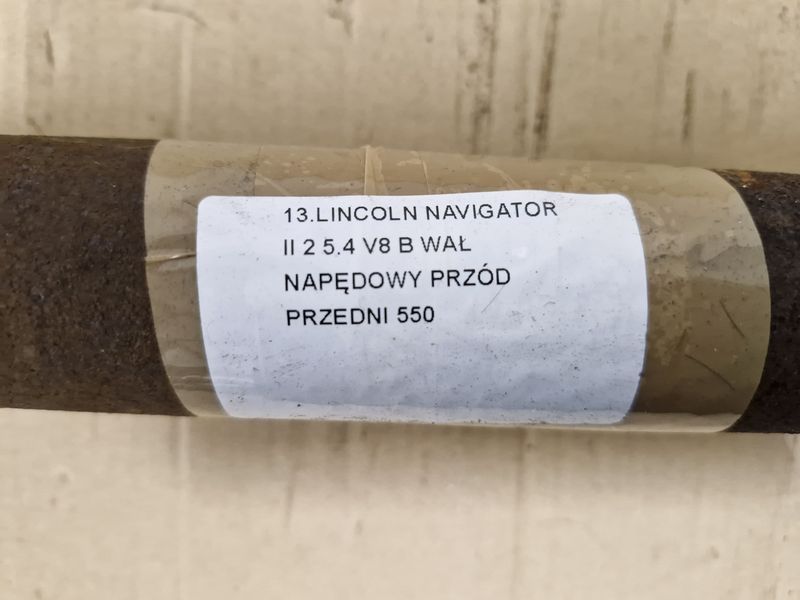 13.LINCOLN NAVIGATOR
II 2 5.4 V8 B WAŁ
NAPĘDOWY PRZÓD
PRZEDNI 550